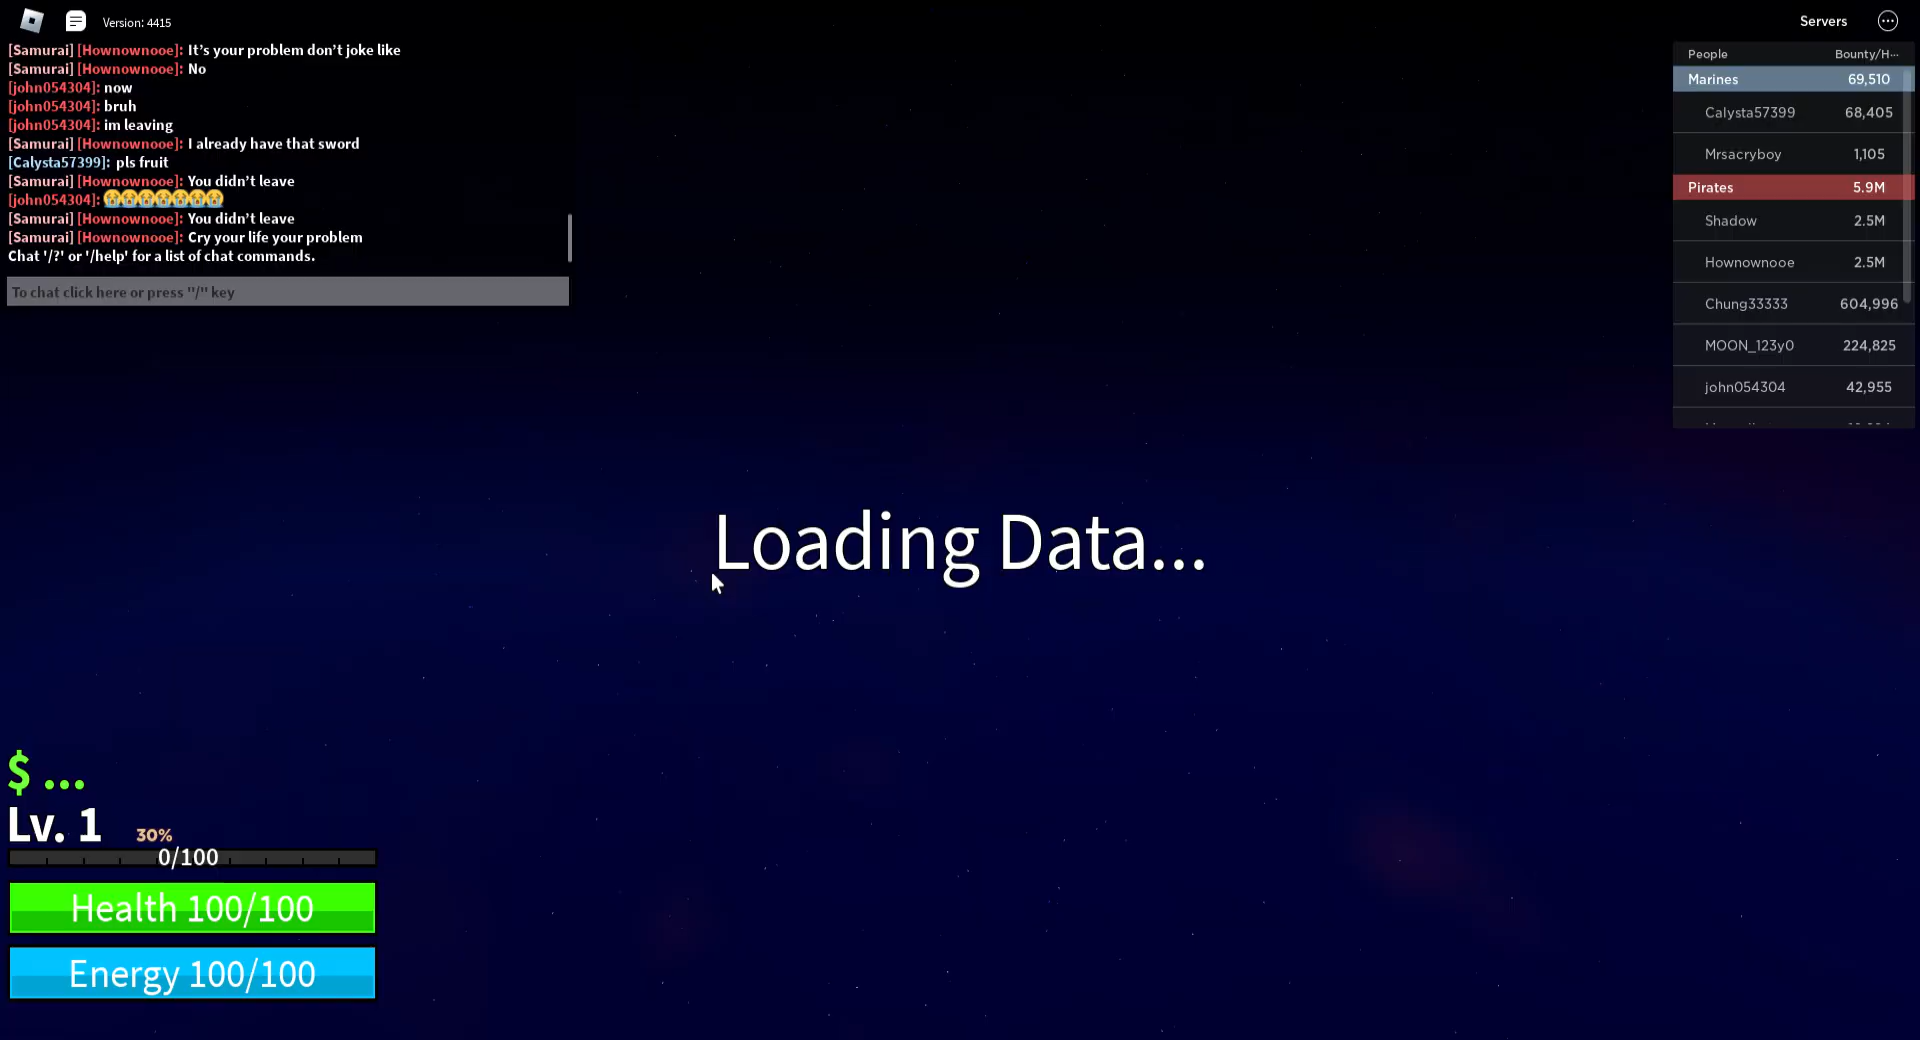 Version: 4415
Servers
[Samurai] [Hownownooe]: It's your problem don't joke like
[Samurai] [Hownownooe]: No
[john054304]: now
[john054304]: bruh
[john054304]: im leaving
[Samurai] [Hownownooe]: I already have that sword
[Calysta57399]: pls fruit
[Samurai] [Hownownooe]: You didn't leave
[john054304]: 😭😭😭😭😭😭😭
[Samurai] [Hownownooe]: You didn't leave
[Samurai] [Hownownooe]: Cry your life your problem
Chat '/?' or '/help' for a list of chat commands.
To chat click here or press "/" key
People Bounty/H...
Marines 69,510
Calysta57399 68,405
Mrsacryboy 1,105
Pirates 5.9M
Shadow 2.5M
Hownownooe 2.5M
Chung33333 604,996
MOON_123y0 224,825
john054304 42,955
Loading Data...
$ ...
Lv. 1 30%
0/100
Health 100/100
Energy 100/100